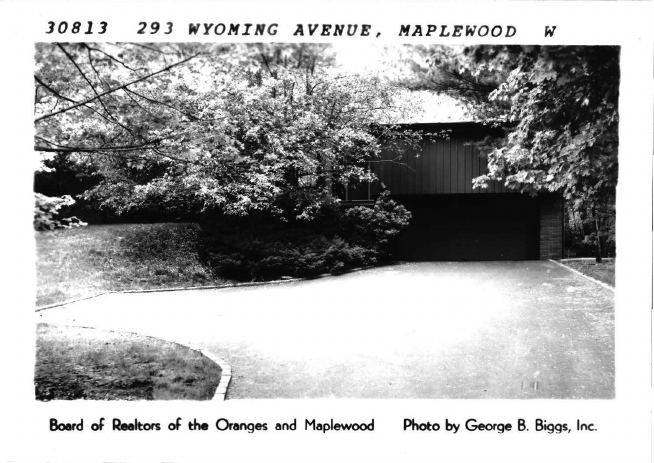 30813 293 WYOMING AVENUE, MAPLEWOOD W
Board of Realtors of the Oranges and Maplewood Photo by George B. Biggs, Inc.